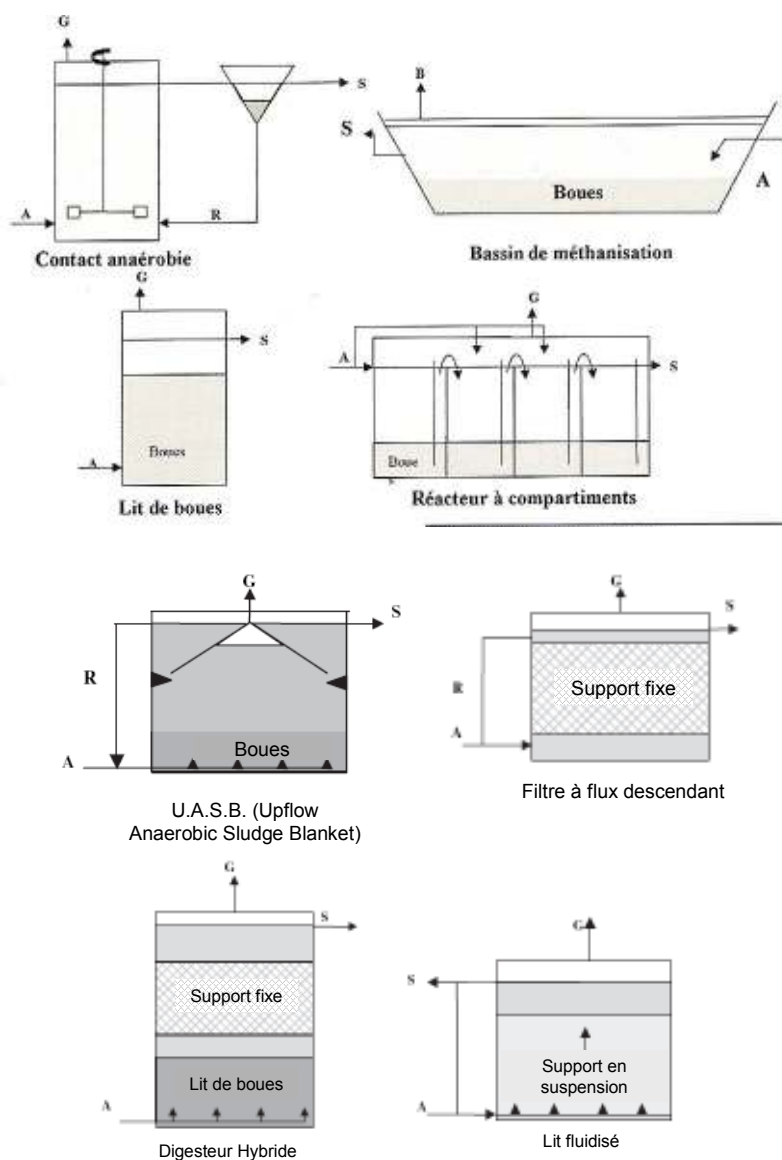 G
S
A
R
Contact anaérobie
B
S
A
Boues
Bassin de méthanisation
G
S
Boues
A
Lit de boues
G
A
S
Boue
s
Réacteur à compartiments
G
S
R
Boues
A
U.A.S.B. (Upflow
Anaerobic Sludge Blanket)
G
S
R
Support fixe
A
Filtre à flux descendant
G
S
Support fixe
Lit de boues
A
Digesteur Hybride
G
S
Support en
suspension
A
Lit fluidisé